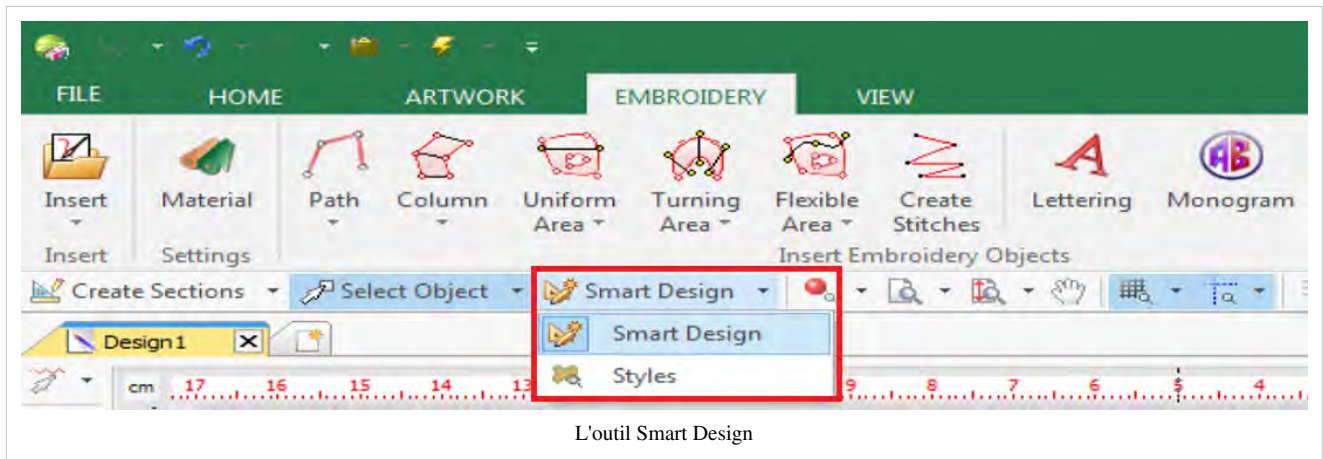 FILE HOME ARTWORK EMBROIDERY VIEW
Insert Material Path Column Uniform Area Turning Area Flexible Area Create Stitches Lettering Monogram
Insert Settings Insert Embroidery Objects
Create Sections Select Object Smart Design
Design1 Smart Design
Styles
cm 17 16 15 14 13 9 8 7 6 5 4
L'outil Smart Design